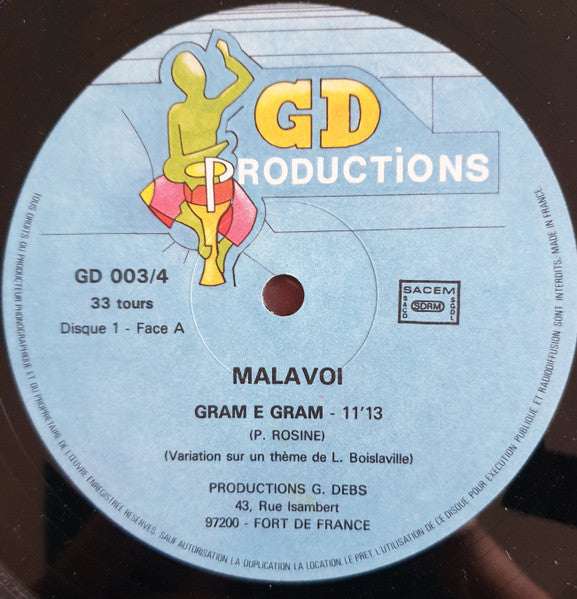 GD
PRODUCTIONS
GD 003/4
33 tours
Disque 1 - Face A
SACEM
SACD
SDRM
SGDL
MALAVOI
GRAM E GRAM - 11'13
(P. ROSINE)
(Variation sur un thème de L. Boislaville)
PRODUCTIONS G. DEBS
43, Rue Isambert
97200 - FORT DE FRANCE
TOUS DROITS DU PRODUCTEUR PHONOGRAPHIQUE ET DU PROPRIETAIRE DE L'ŒUVRE ENREGISTREE RESERVES. SAUF AUTORISATION LA DUPLICATION, LA LOCATION, LE PRET L'UTILISATION DE CE DISQUE POUR EXECUTION PUBLIQUE ET RADIODIFFUSION SONT INTERDITS. MADE IN FRANCE.